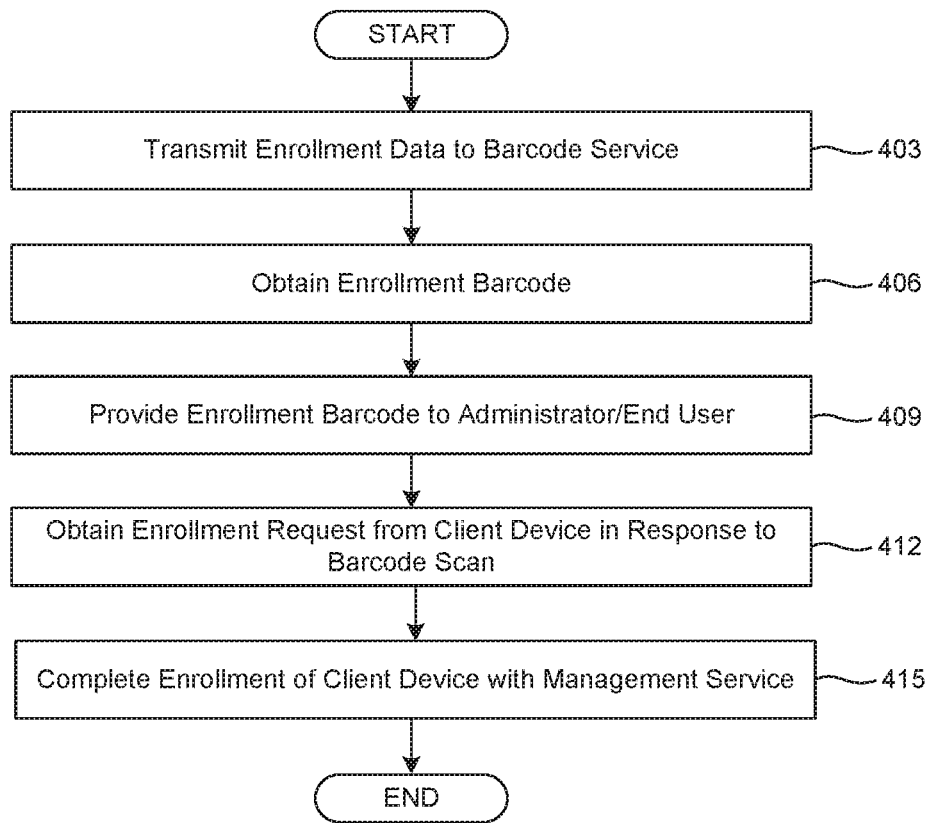 START
Transmit Enrollment Data to Barcode Service
403
Obtain Enrollment Barcode
406
Provide Enrollment Barcode to Administrator/End User
409
Obtain Enrollment Request from Client Device in Response to
Barcode Scan
412
Complete Enrollment of Client Device with Management Service
415
END